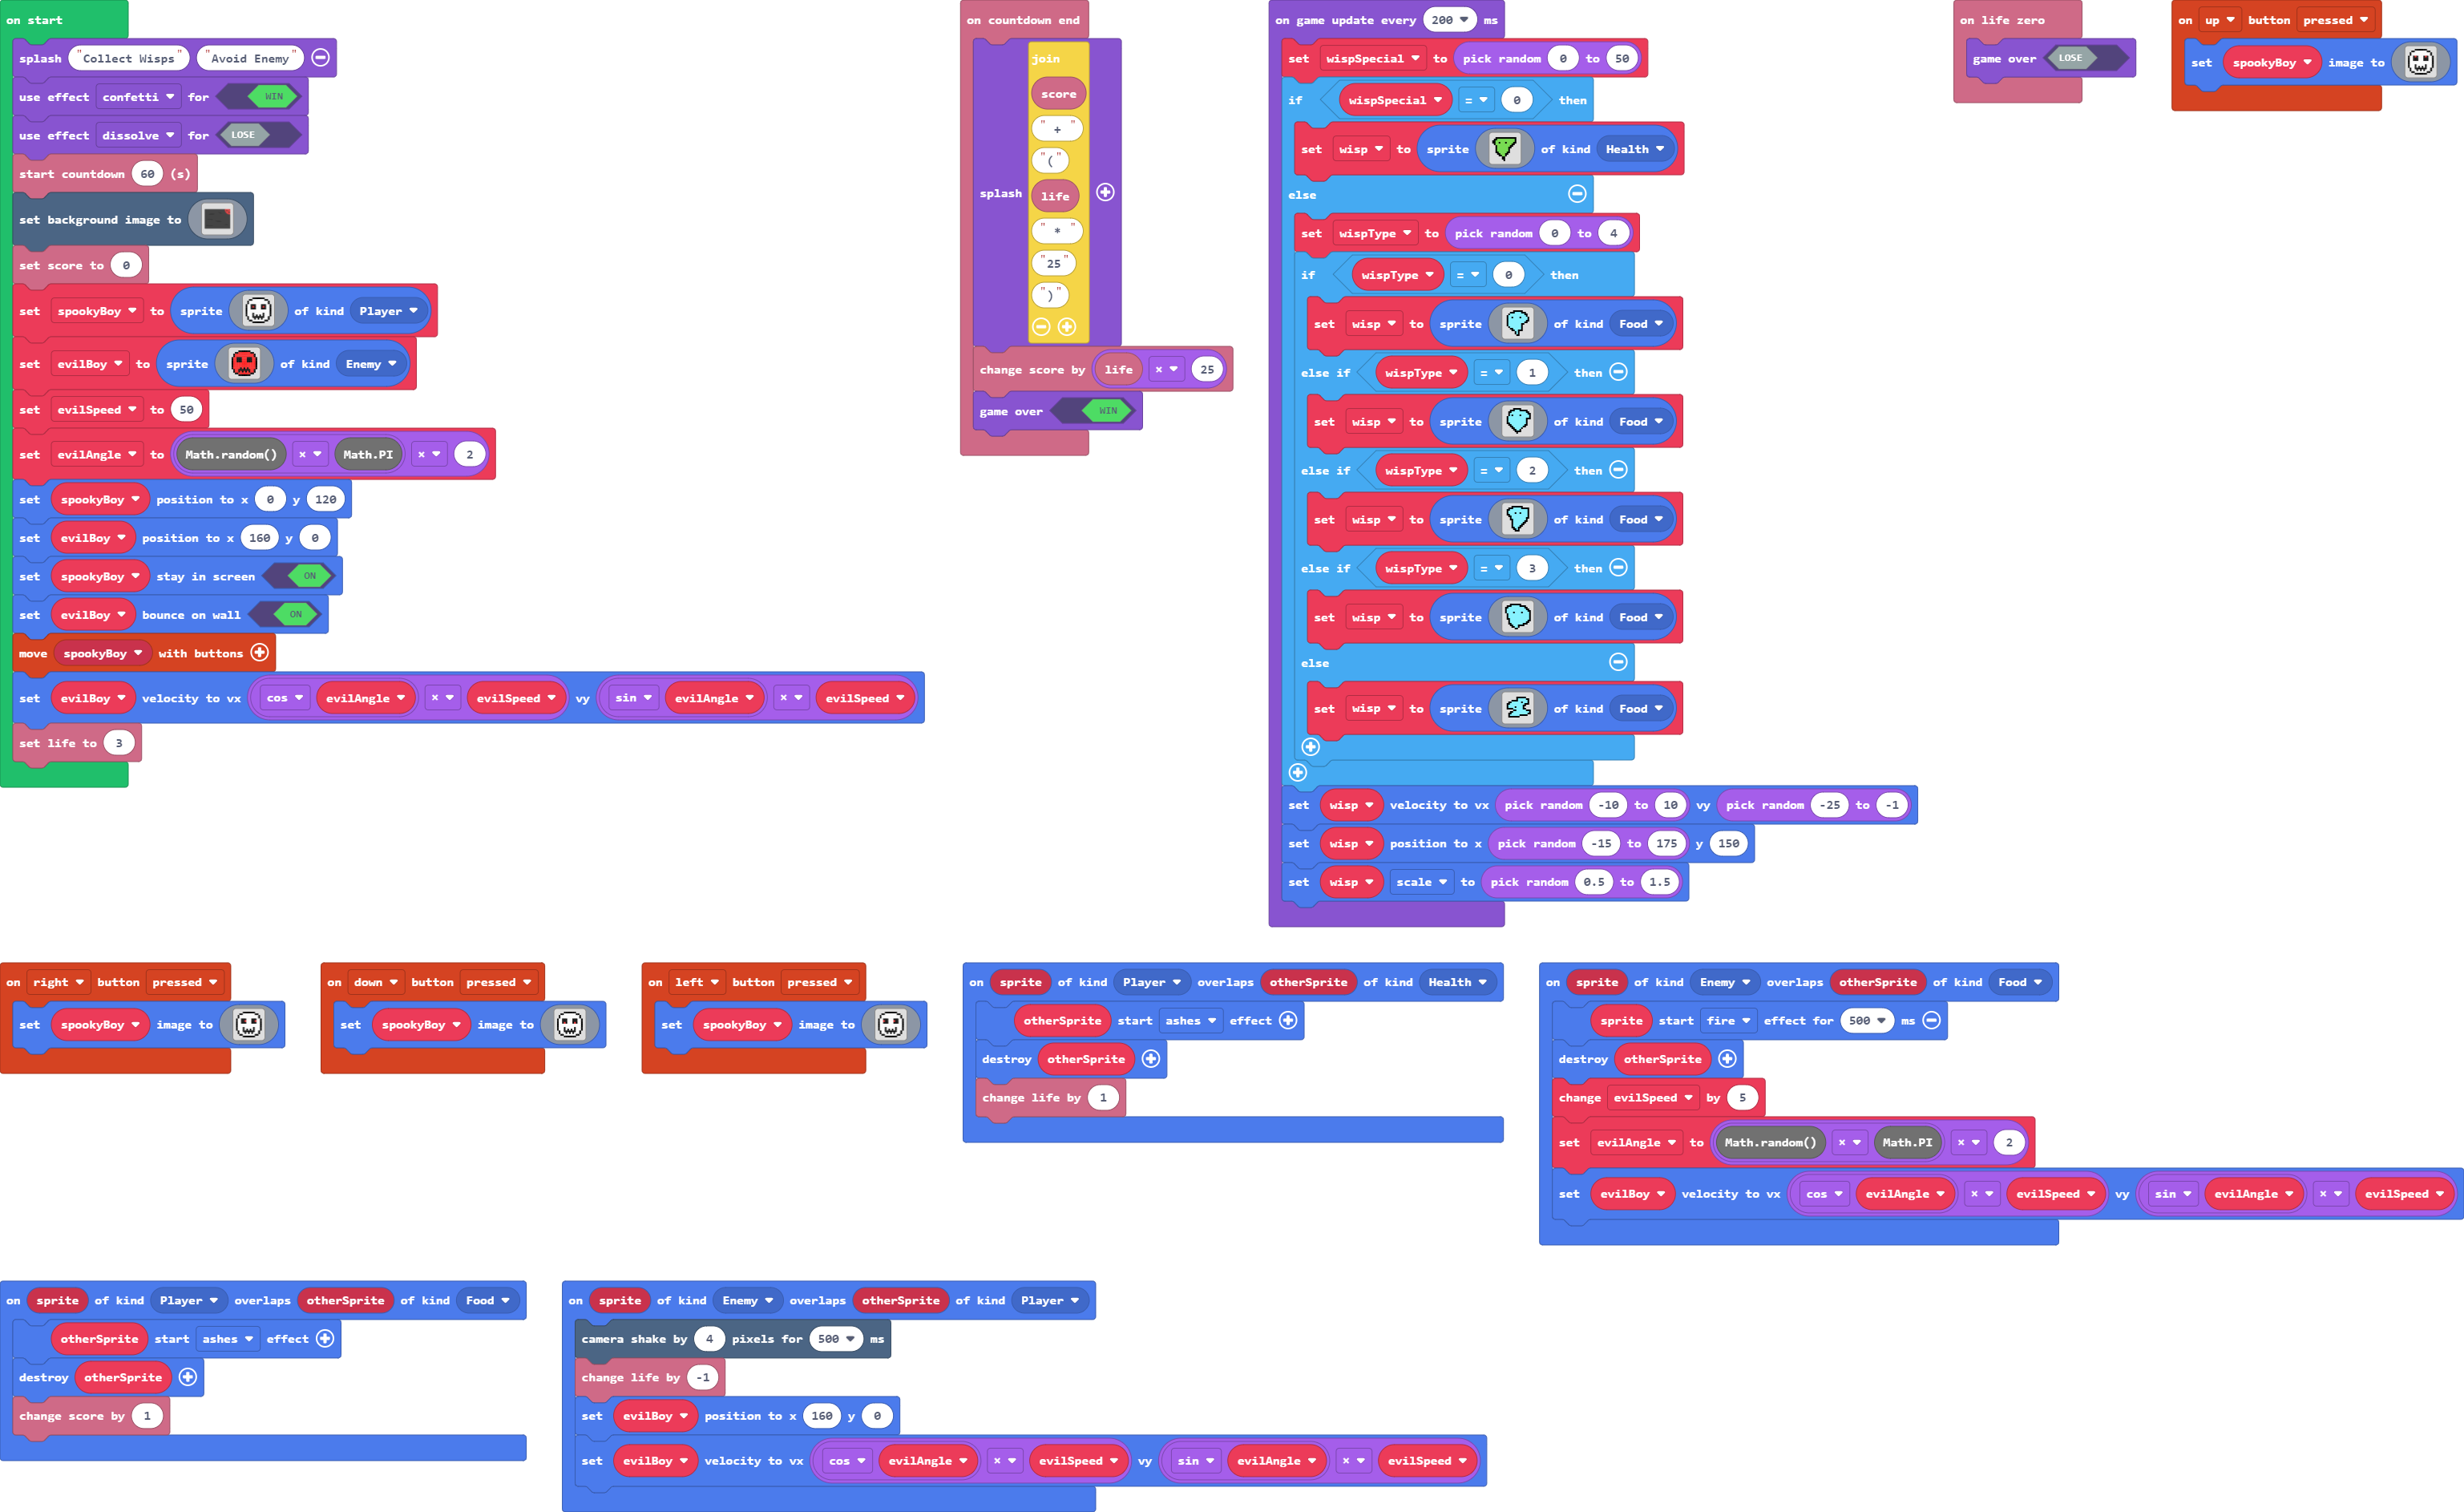 on start
splash " Collect Wisps " " Avoid Enemy "
use effect confetti for WIN
use effect dissolve for LOSE
start countdown 60 (s)
set background image to
set score to 0
set spookyBoy to sprite of kind Player
set evilBoy to sprite of kind Enemy
set evilSpeed to 50
set evilAngle to Math.random() × Math.PI × 2
set spookyBoy position to x 0 y 120
set evilBoy position to x 160 y 0
set spookyBoy stay in screen ON
set evilBoy bounce on wall ON
move spookyBoy with buttons
set evilBoy velocity to vx cos evilAngle × evilSpeed vy sin evilAngle × evilSpeed
set life to 3
on countdown end
splash join
score
" + "
"("
life
" * "
"25"
")"
change score by life × 25
game over WIN
on game update every 200 ms
set wispSpecial to pick random 0 to 50
if wispSpecial = 0 then
set wisp to sprite of kind Health
else
set wispType to pick random 0 to 4
if wispType = 0 then
set wisp to sprite of kind Food
else if wispType = 1 then
set wisp to sprite of kind Food
else if wispType = 2 then
set wisp to sprite of kind Food
else if wispType = 3 then
set wisp to sprite of kind Food
else
set wisp to sprite of kind Food
set wisp velocity to vx pick random -10 to 10 vy pick random -25 to -1
set wisp position to x pick random -15 to 175 y 150
set wisp scale to pick random 0.5 to 1.5
on life zero
game over LOSE
on up button pressed
set spookyBoy image to
on right button pressed
set spookyBoy image to
on down button pressed
set spookyBoy image to
on left button pressed
set spookyBoy image to
on sprite of kind Player overlaps otherSprite of kind Health
otherSprite start ashes effect
destroy otherSprite
change life by 1
on sprite of kind Enemy overlaps otherSprite of kind Food
sprite start fire effect for 500 ms
destroy otherSprite
change evilSpeed by 5
set evilAngle to Math.random() × Math.PI × 2
set evilBoy velocity to vx cos evilAngle × evilSpeed vy sin evilAngle × evilSpeed
on sprite of kind Player overlaps otherSprite of kind Food
otherSprite start ashes effect
destroy otherSprite
change score by 1
on sprite of kind Enemy overlaps otherSprite of kind Player
camera shake by 4 pixels for 500 ms
change life by -1
set evilBoy position to x 160 y 0
set evilBoy velocity to vx cos evilAngle × evilSpeed vy sin evilAngle × evilSpeed